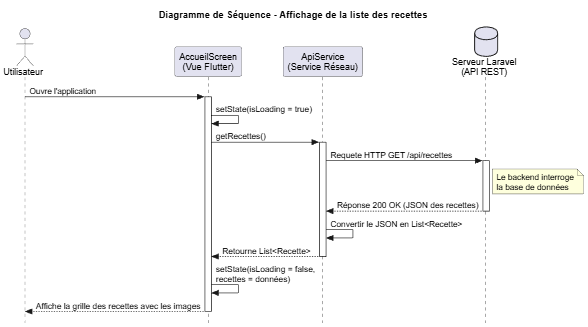 Diagramme de Séquence - Affichage de la liste des recettes
Utilisateur
AccueilScreen
(Vue Flutter)
ApiService
(Service Réseau)
Serveur Laravel
(API REST)
Ouvre l'application
setState(isLoading = true)
getRecettes()
Requete HTTP GET /api/recettes
Le backend interroge
la base de données
Réponse 200 OK (JSON des recettes)
Convertir le JSON en List<Recette>
Retourne List<Recette>
setState(isLoading = false,
recettes = données)
Affiche la grille des recettes avec les images